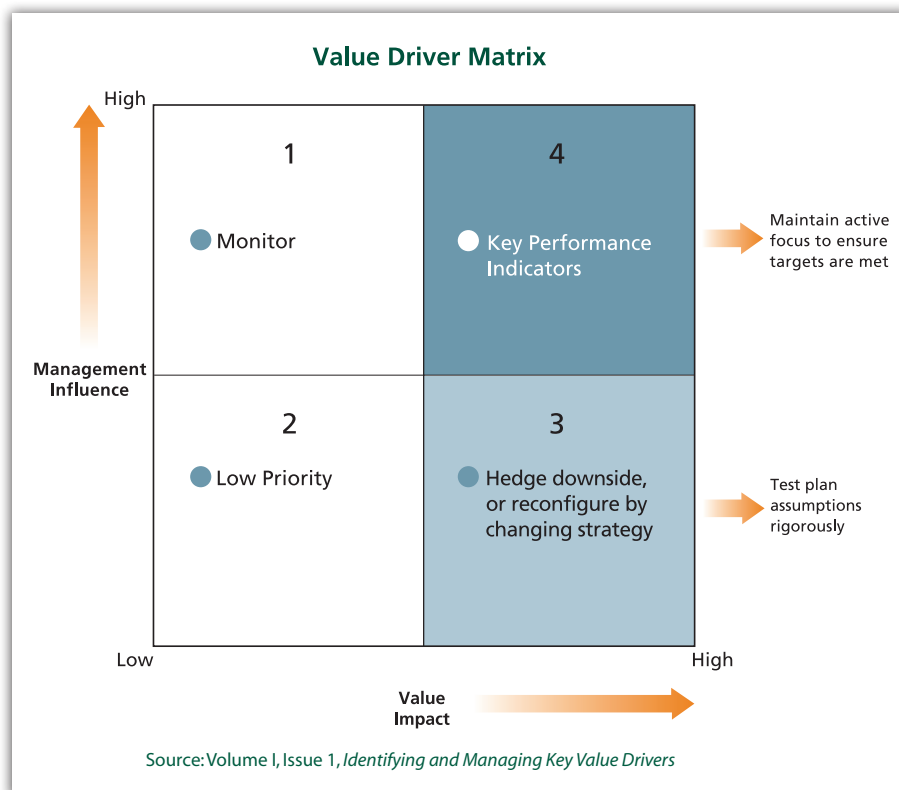 Value Driver Matrix
High
1
4
Monitor
Key Performance
Indicators
Maintain active
focus to ensure
targets are met
Management
Influence
2
3
Low Priority
Hedge downside,
or reconfigure by
changing strategy
Test plan
assumptions
rigorously
Low
High
Value
Impact
Source: Volume I, Issue 1, Identifying and Managing Key Value Drivers